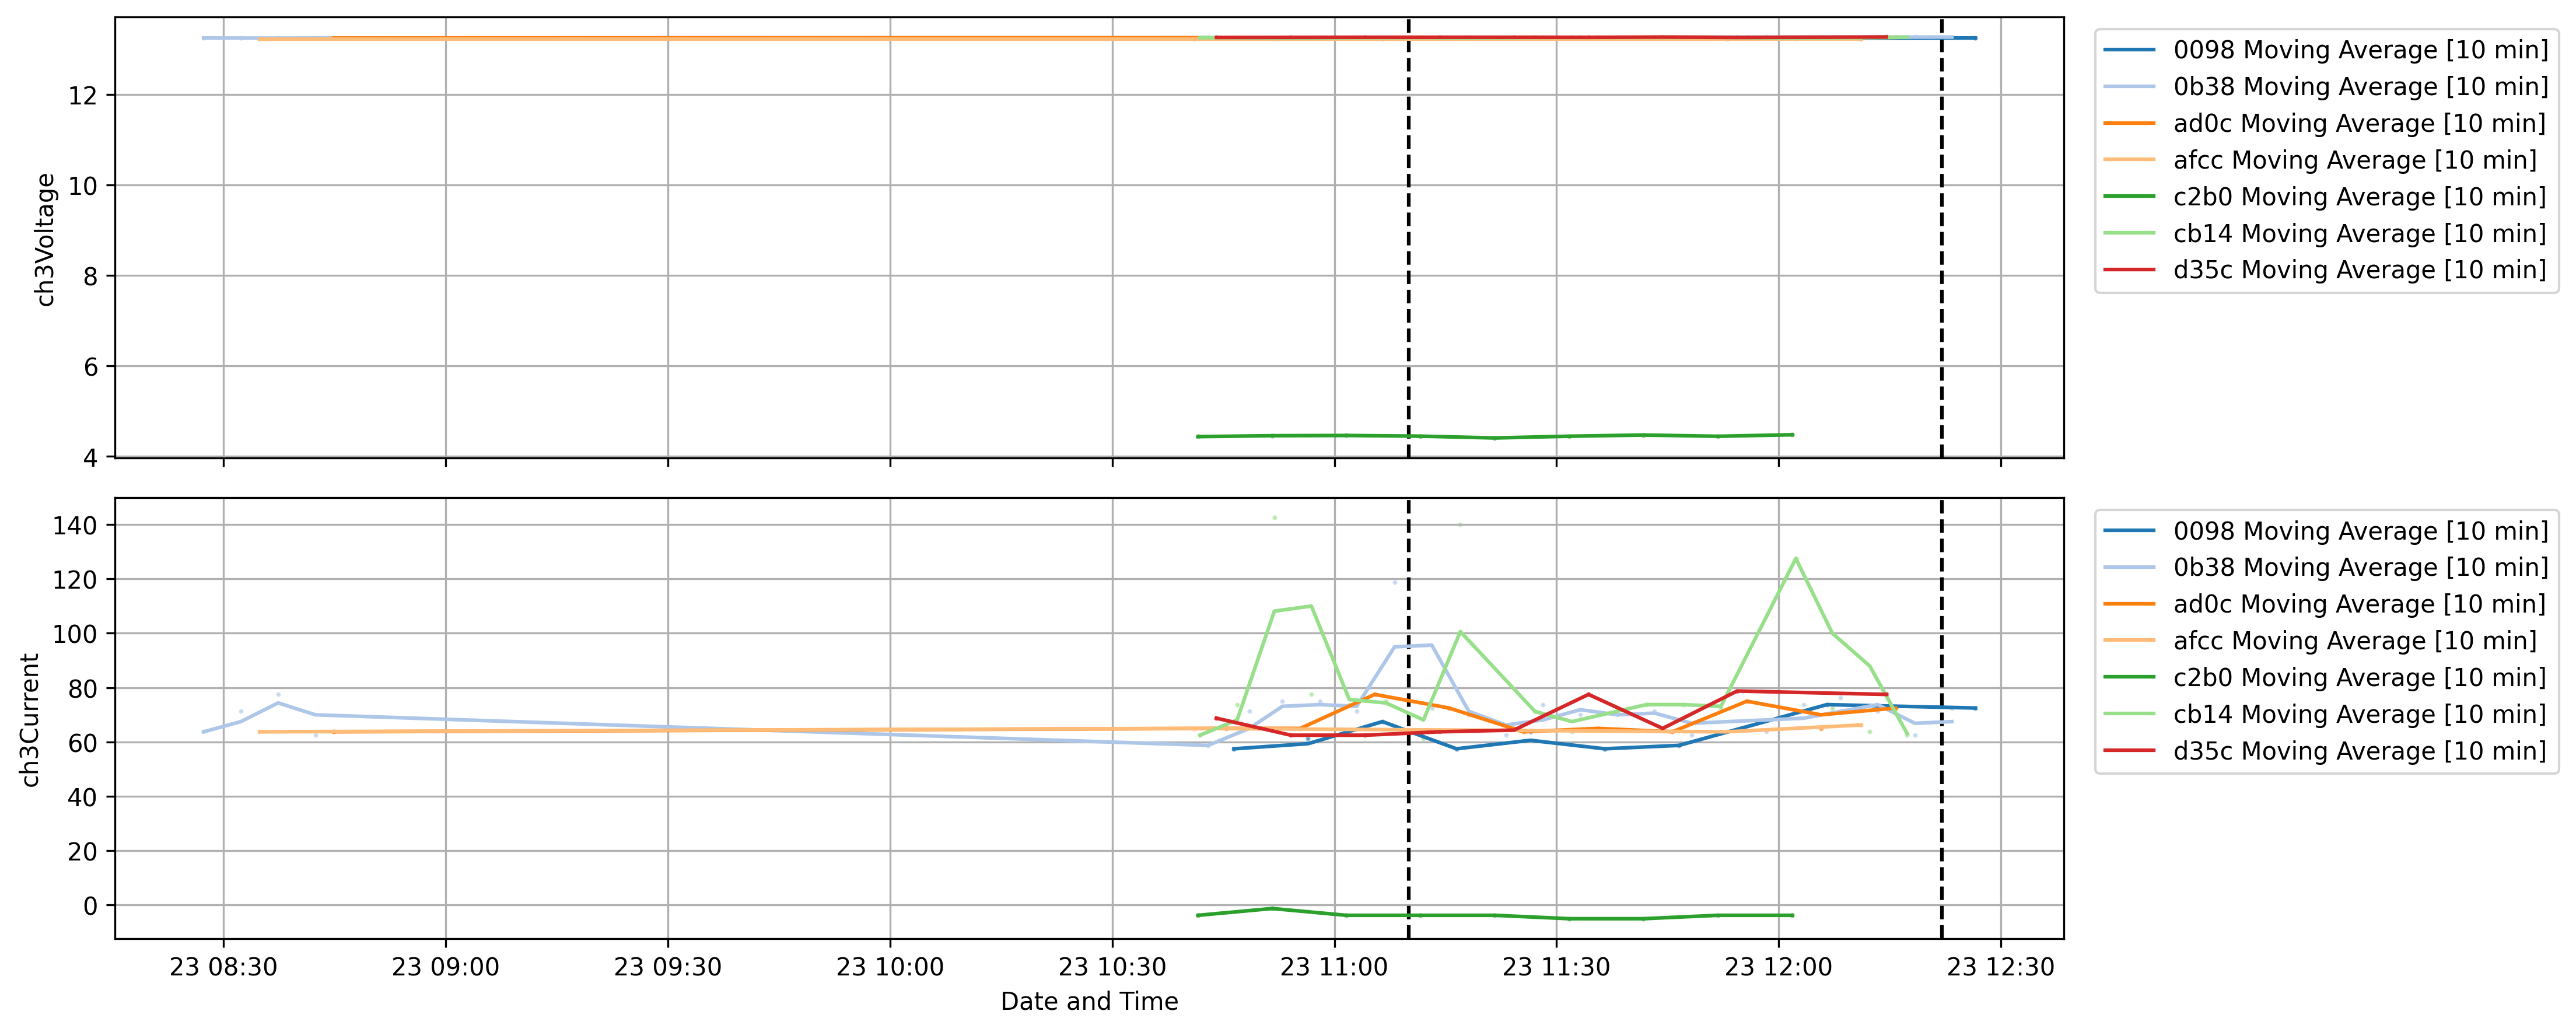 12
10
8
6
4
ch3Voltage
0098 Moving Average [10 min]
0b38 Moving Average [10 min]
ad0c Moving Average [10 min]
afcc Moving Average [10 min]
c2b0 Moving Average [10 min]
cb14 Moving Average [10 min]
d35c Moving Average [10 min]
140
120
100
80
60
40
20
0
ch3Current
0098 Moving Average [10 min]
0b38 Moving Average [10 min]
ad0c Moving Average [10 min]
afcc Moving Average [10 min]
c2b0 Moving Average [10 min]
cb14 Moving Average [10 min]
d35c Moving Average [10 min]
23 08:30 23 09:00 23 09:30 23 10:00 23 10:30 23 11:00 23 11:30 23 12:00 23 12:30
Date and Time